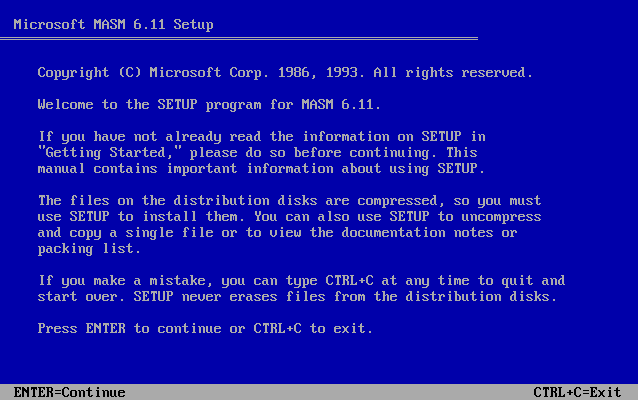 Microsoft MASM 6.11 Setup
Copyright (C) Microsoft Corp. 1986, 1993. All rights reserved.
Welcome to the SETUP program for MASM 6.11.
If you have not already read the information on SETUP in
"Getting Started," please do so before continuing. This
manual contains important information about using SETUP.
The files on the distribution disks are compressed, so you must
use SETUP to install them. You can also use SETUP to uncompress
and copy a single file or to view the documentation notes or
packing list.
If you make a mistake, you can type CTRL+C at any time to quit and
start over. SETUP never erases files from the distribution disks.
Press ENTER to continue or CTRL+C to exit.
ENTER=Continue CTRL+C=Exit